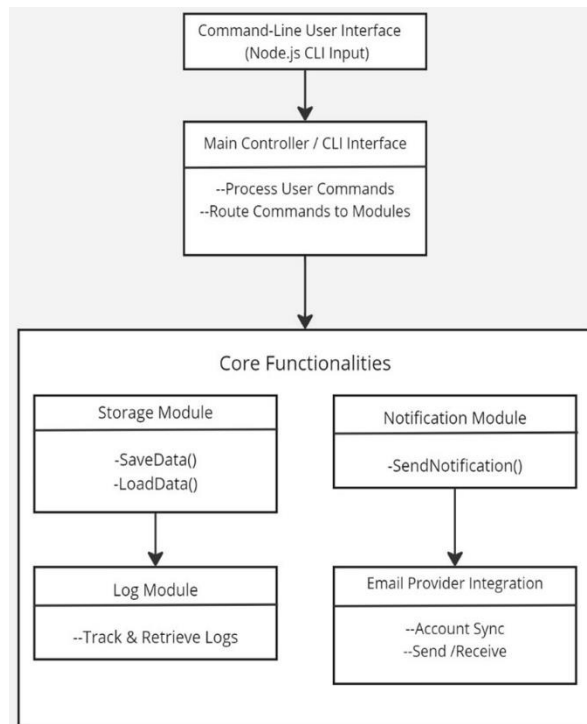 Command-Line User Interface
(Node.js CLI Input)
Main Controller / CLI Interface
--Process User Commands
--Route Commands to Modules
Core Functionalities
Storage Module
-SaveData()
-LoadData()
Notification Module
-SendNotification()
Log Module
--Track & Retrieve Logs
Email Provider Integration
--Account Sync
--Send /Receive